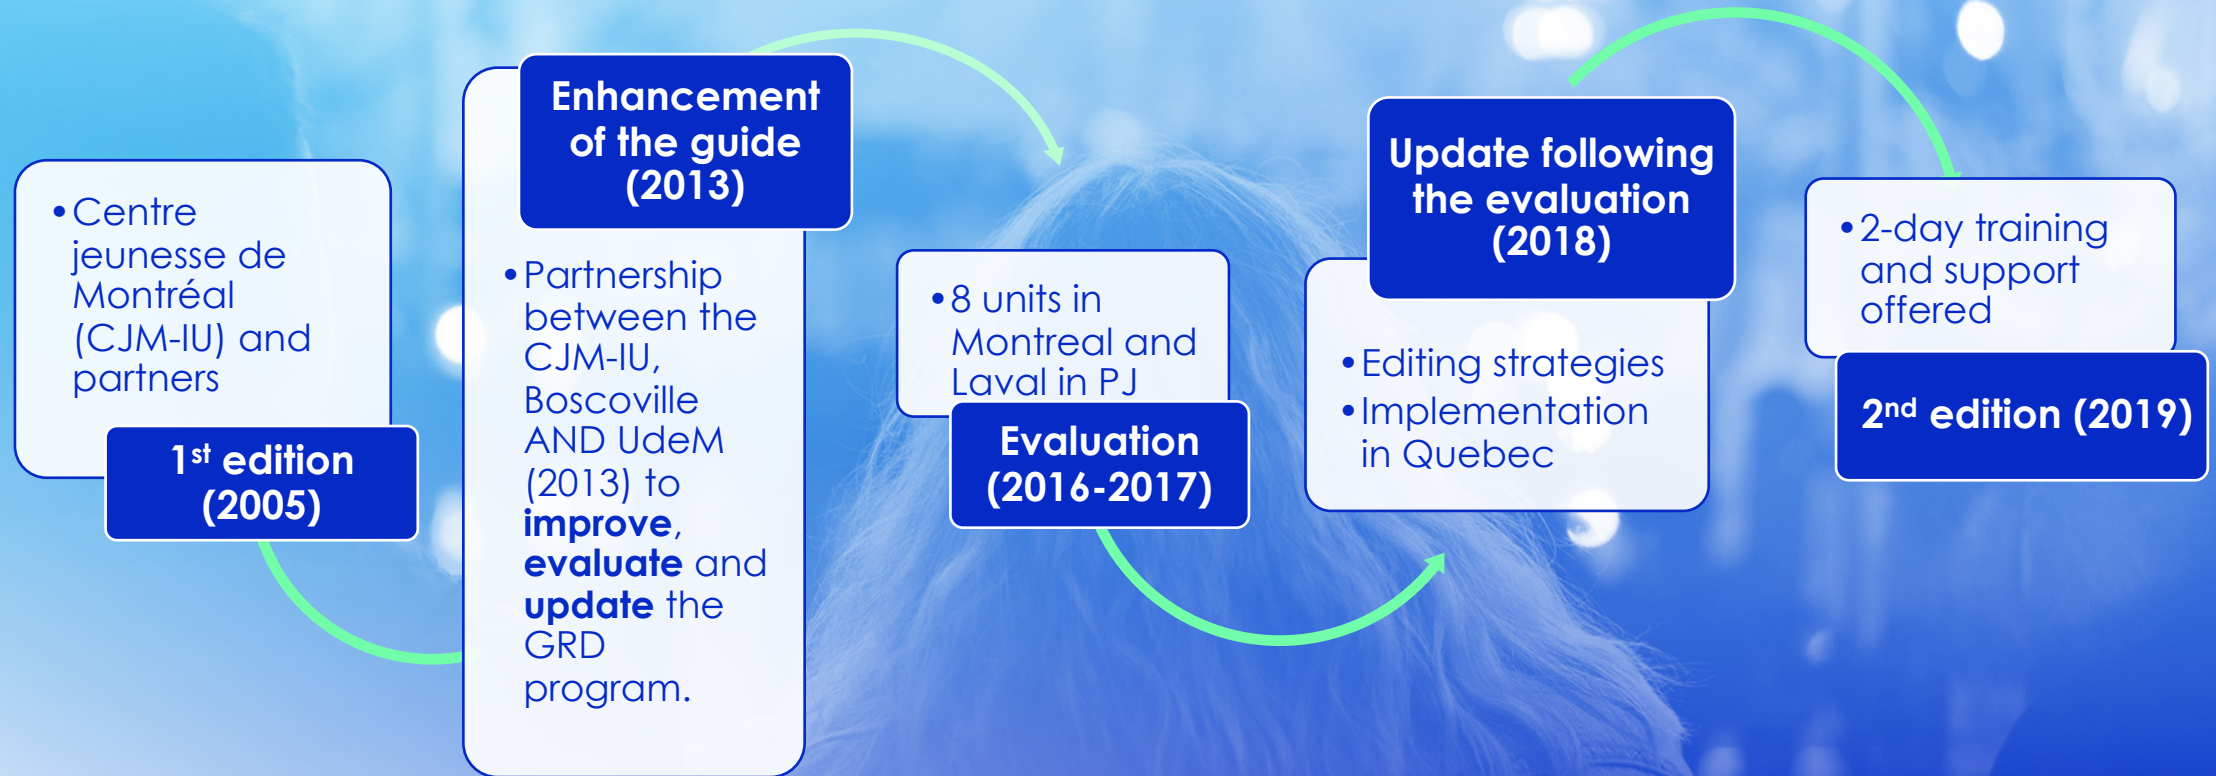 •Centre
jeunesse de
Montréal
(CJM-IU) and
partners
1st edition
(2005)
Enhancement
of the guide
(2013)
•Partnership
between the
CJM-IU,
Boscoville
AND UdeM
(2013) to
improve,
evaluate and
update the
GRD
program.
•8 units in
Montreal and
Laval in PJ
Evaluation
(2016-2017)
Update following
the evaluation
(2018)
•Editing strategies
•Implementation
in Quebec
•2-day training
and support
offered
2nd edition (2019)